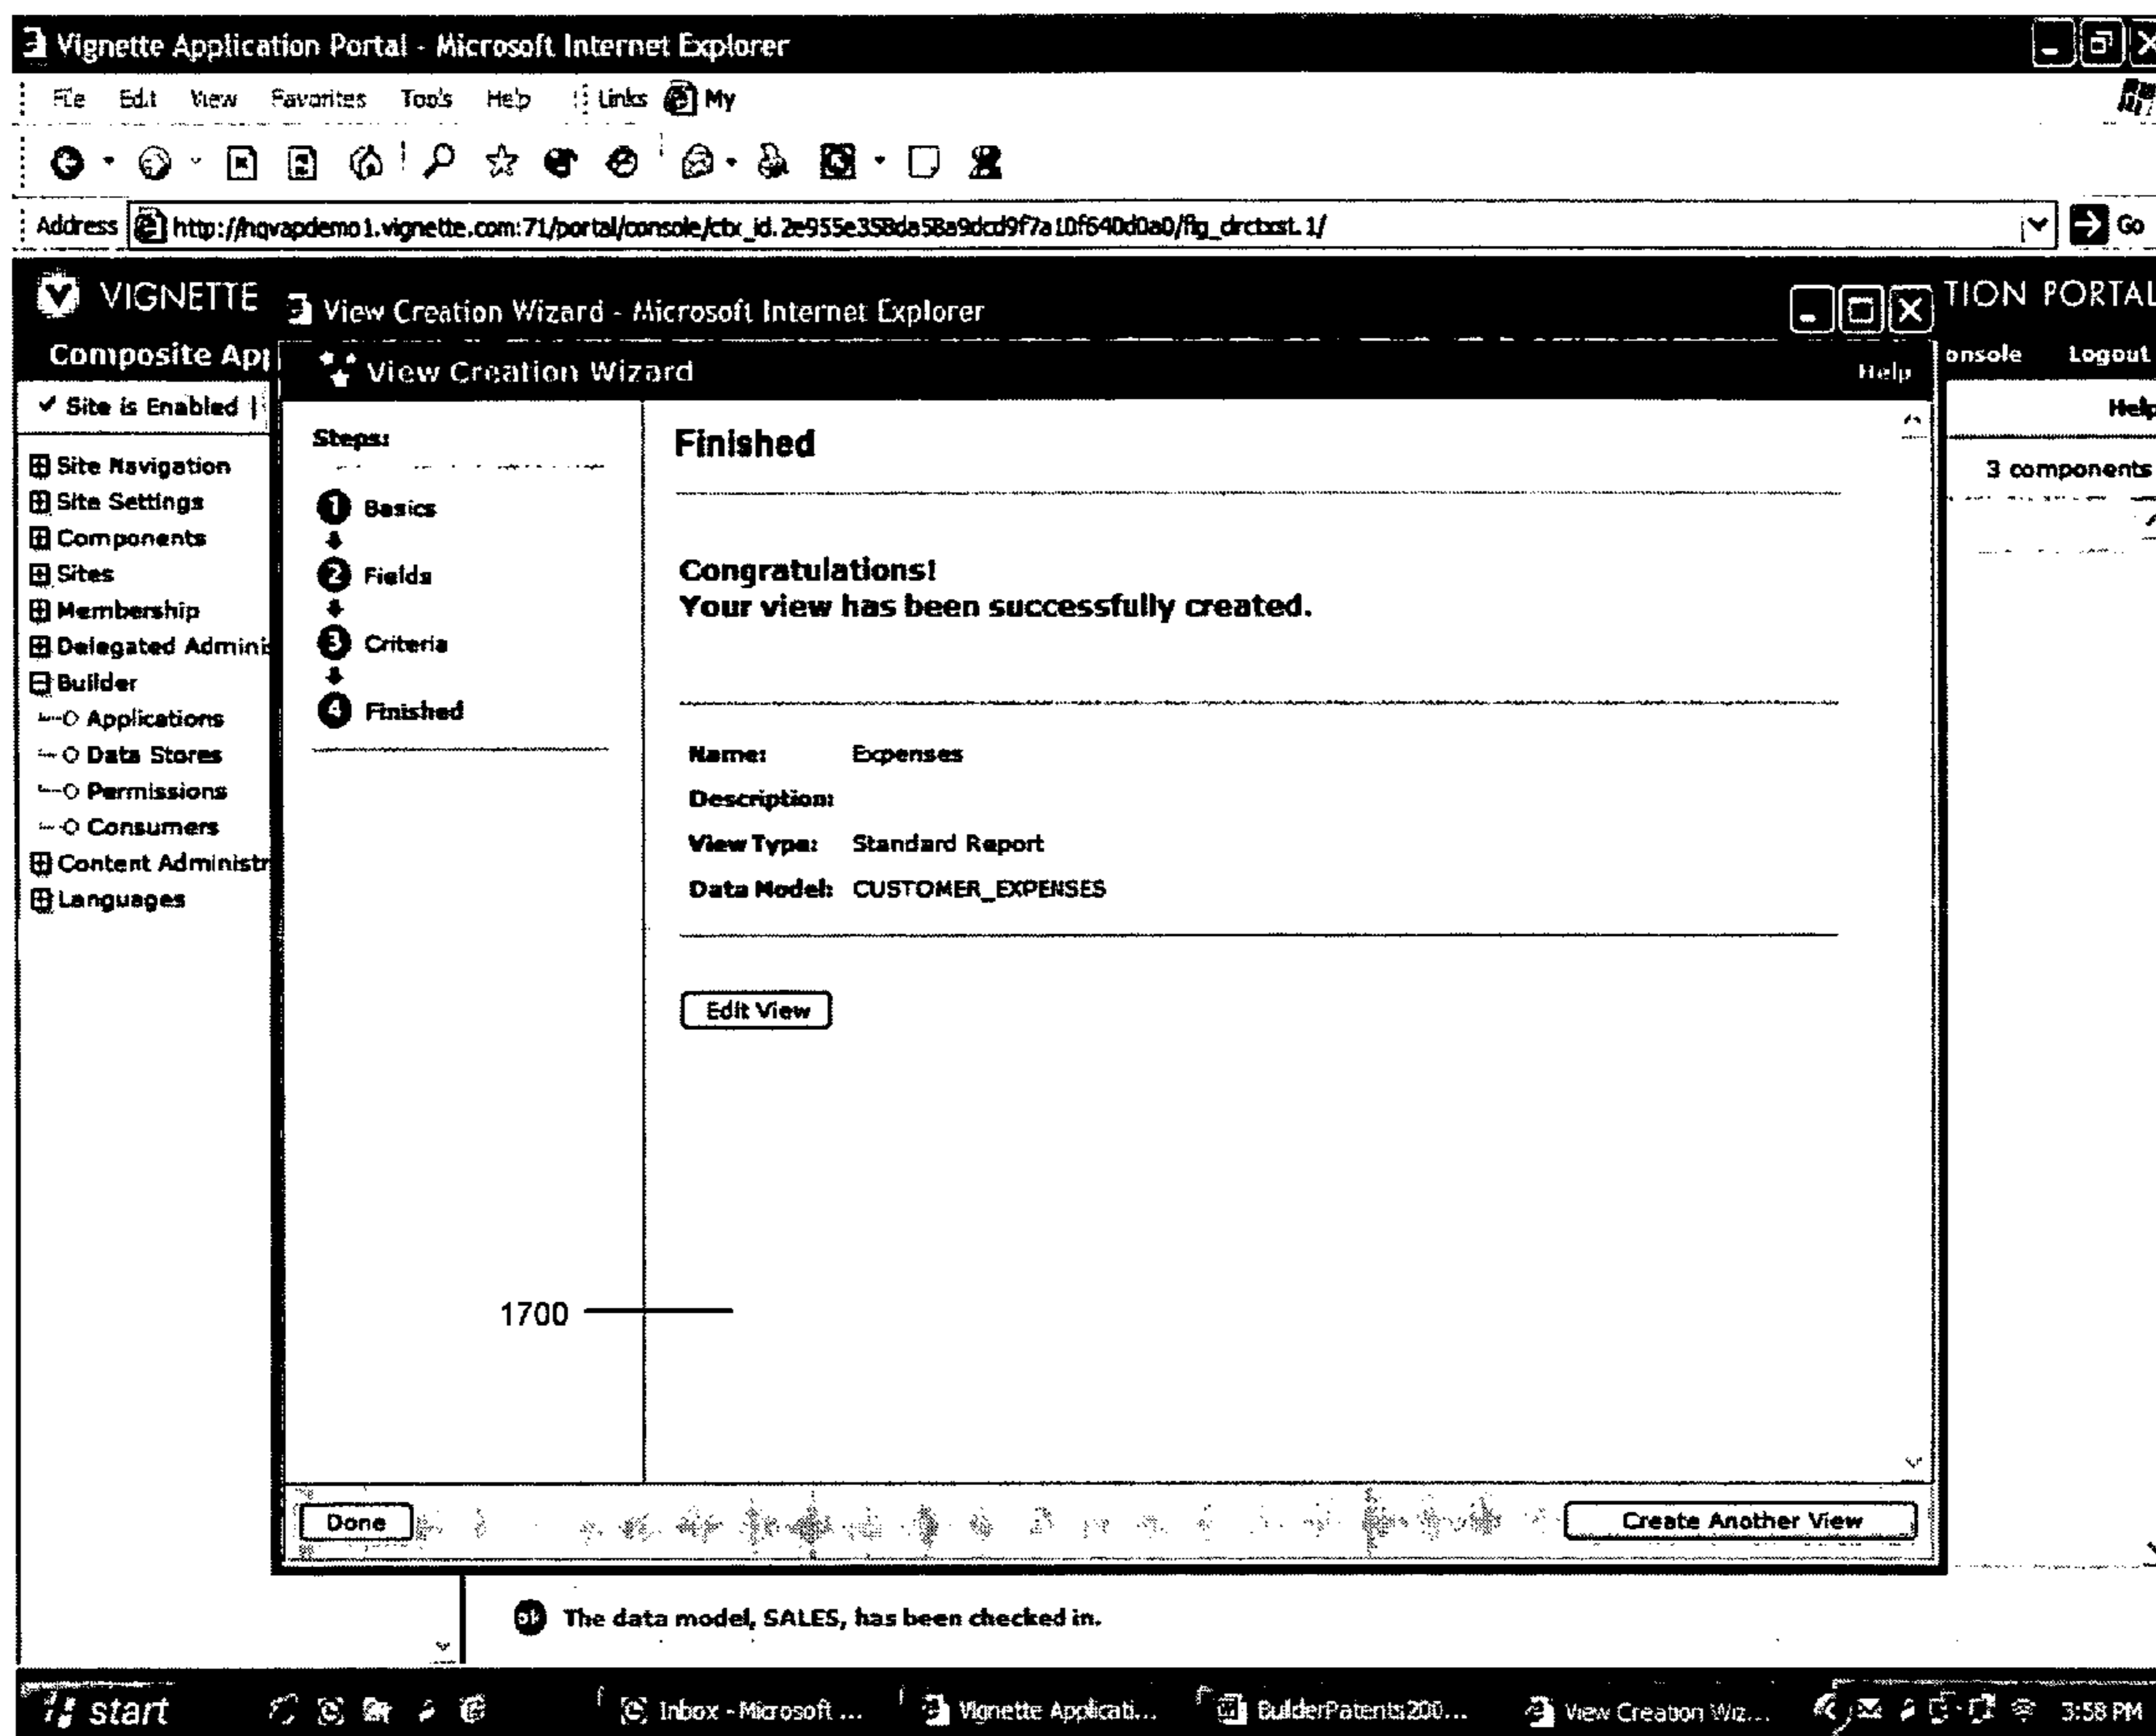 Vignette Application Portal - Microsoft Internet Explorer
File Edit View Favorites Tools Help Links My
Address http://hqvapdemo1.vignette.com:71/portal/console/ctx_id.2e955e358da58a9dcd9f7a10f640d0a0/flg_drctxst.1/ Go
VIGNETTE
TION PORTAL
View Creation Wizard - Microsoft Internet Explorer
Composite App
onsole Logout
View Creation Wizard
Help
Site is Enabled |
Help
3 components
Site Navigation
Site Settings
Components
Sites
Membership
Delegated Adminis
Builder
Applications
Data Stores
Permissions
Consumers
Content Administr
Languages
Steps:
1 Basics
2 Fields
3 Criteria
4 Finished
Finished
Congratulations!
Your view has been successfully created.
Name: Expenses
Description:
View Type: Standard Report
Data Model: CUSTOMER_EXPENSES
Edit View
1700
Done
Create Another View
ok The data model, SALES, has been checked in.
start
Inbox - Microsoft ...
Vignette Applicati...
BuilderPatents200...
View Creation Wiz...
3:58 PM